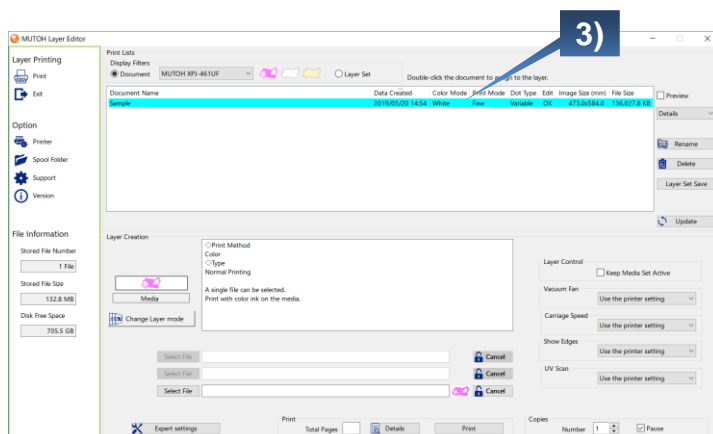 3)
MUTOH Layer Editor
Layer Printing
Print
Exit
Option
Printer
Spool Folder
Support
Version
File Information
Stored File Number
1 File
Stored File Size
132.8 MB
Disk Free Space
705.5 GB
Print Lists
Display Filters
Document MUTOH XPJ-461UF Layer Set Double-click the document to assign to the layer.
Document Name Data Created Color Mode Print Mode Dot Type Edit Image Size (mm) File Size
Sample 2019/05/20 14:54 White Fine Variable OK 473.0x584.0 136,027.8 KB
Preview
Details
Rename
Delete
Layer Set Save
Update
Layer Creation
Media
Change Layer mode
◇Print Method
Color
◇Type
Normal Printing
A single file can be selected.
Print with color ink on the media.
Select File Cancel
Select File Cancel
Select File Cancel
Layer Control
Keep Media Set Active
Vacuum Fan
Use the printer setting
Carriage Speed
Use the printer setting
Show Edges
Use the printer setting
UV Scan
Use the printer setting
Expert settings
Print
Total Pages Details Print
Copies
Number 1 Pause